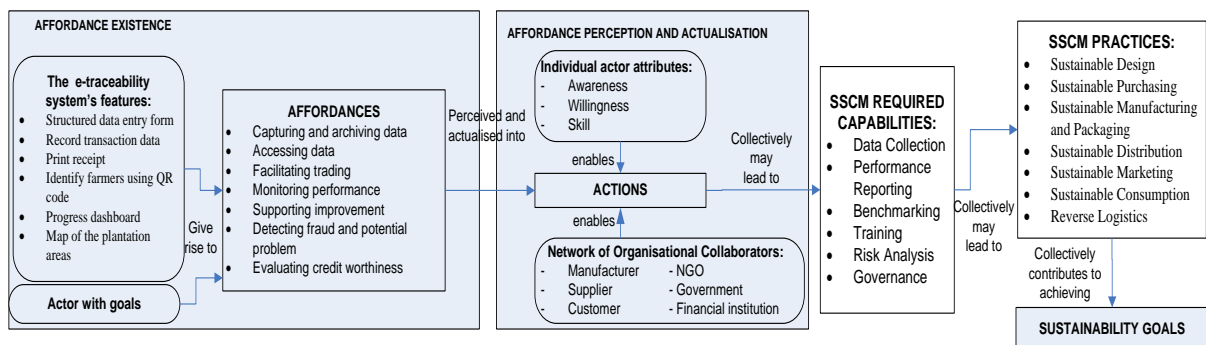 AFFORDANCE EXISTENCE
The e-traceability
system's features:
• Structured data entry form
• Record transaction data
• Print receipt
• Identify farmers using QR
code
• Progress dashboard
• Map of the plantation
areas
Actor with goals
Give
rise to
AFFORDANCES
• Capturing and archiving data
• Accessing data
• Facilitating trading
• Monitoring performance
• Supporting improvement
• Detecting fraud and potential
problem
• Evaluating credit worthiness
Perceived and
actualised into
AFFORDANCE PERCEPTION AND ACTUALISATION
Individual actor attributes:
- Awareness
- Willingness
- Skill
enables
ACTIONS
enables
Network of Organisational Collaborators:
- Manufacturer - NGO
- Supplier - Government
- Customer - Financial institution
Collectively
may
lead to
SSCM REQUIRED
CAPABILITIES:
• Data Collection
• Performance
Reporting
• Benchmarking
• Training
• Risk Analysis
• Governance
Collectively
may
lead to
SSCM PRACTICES:
• Sustainable Design
• Sustainable Purchasing
• Sustainable Manufacturing
and Packaging
• Sustainable Distribution
• Sustainable Marketing
• Sustainable Consumption
• Reverse Logistics
Collectively
contributes to
achieving
SUSTAINABILITY GOALS